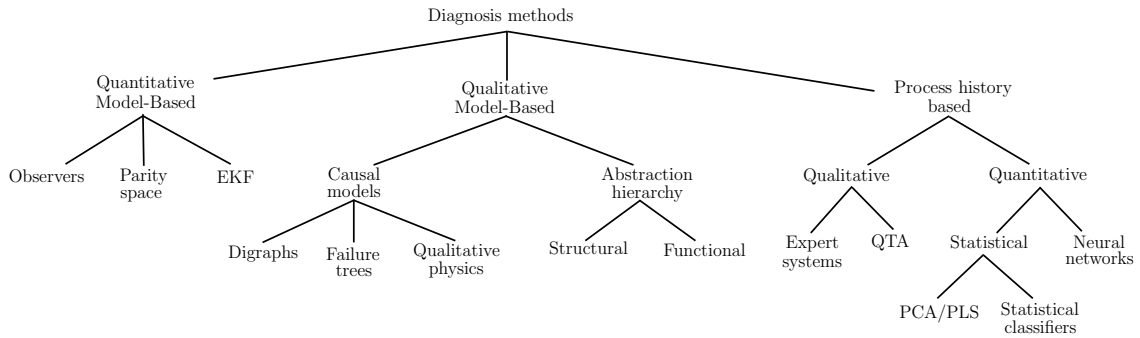 Diagnosis methods
Quantitative
Model-Based
Qualitative
Model-Based
Process history
based
Observers
Parity
space
EKF
Causal
models
Abstraction
hierarchy
Qualitative
Quantitative
Digraphs
Failure
trees
Qualitative
physics
Structural
Functional
Expert
systems
QTA
Statistical
Neural
networks
PCA/PLS
Statistical
classifiers